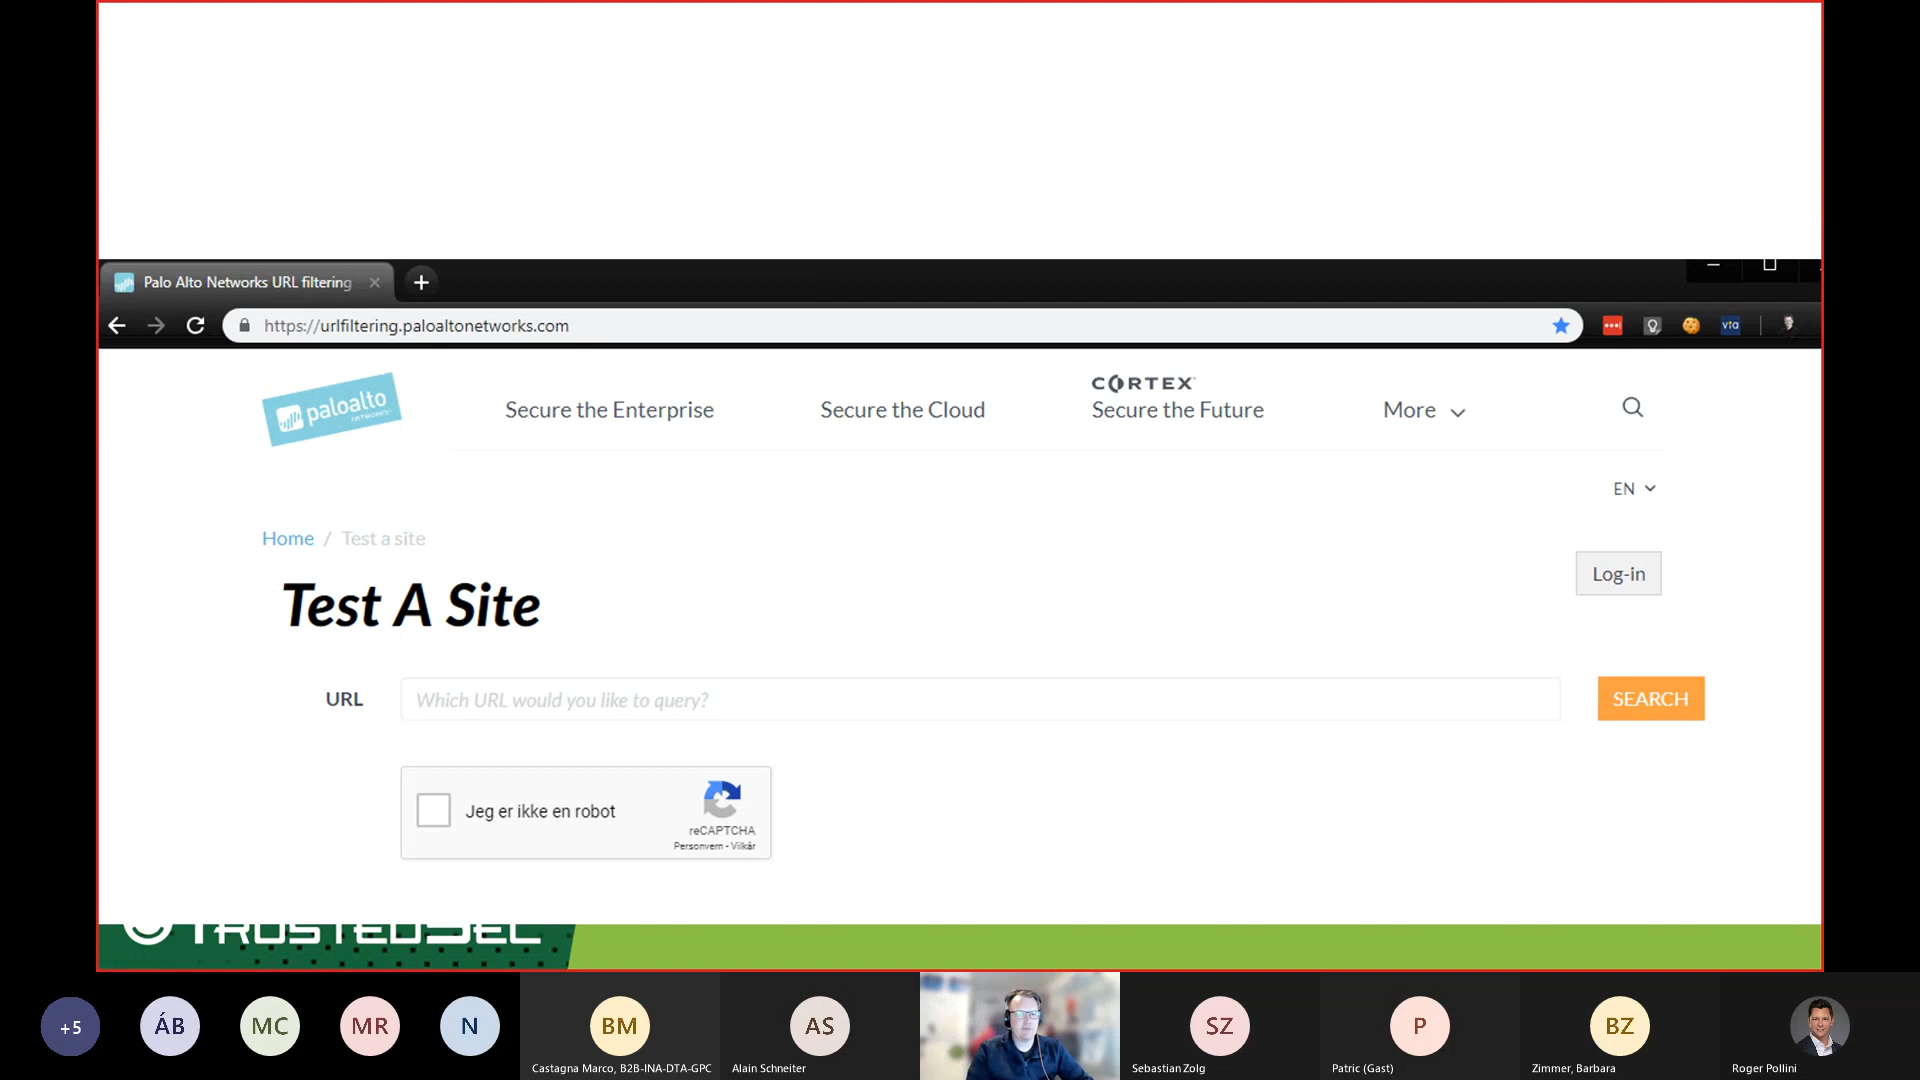 Palo Alto Networks URL filtering
https://urlfiltering.paloaltonetworks.com
vta
paloalto
NETWORKS
Secure the Enterprise
Secure the Cloud
CORTEX
Secure the Future
More
EN
Home / Test a site
Log-in
Test A Site
URL
Which URL would you like to query?
SEARCH
Jeg er ikke en robot
reCAPTCHA
Personvern - Vilkår
TRUSTEDSEC
+5
ÁB
MC
MR
N
BM
Castagna Marco, B2B-INA-DTA-GPC
AS
Alain Schneiter
SZ
Sebastian Zolg
P
Patric (Gast)
BZ
Zimmer, Barbara
Roger Pollini